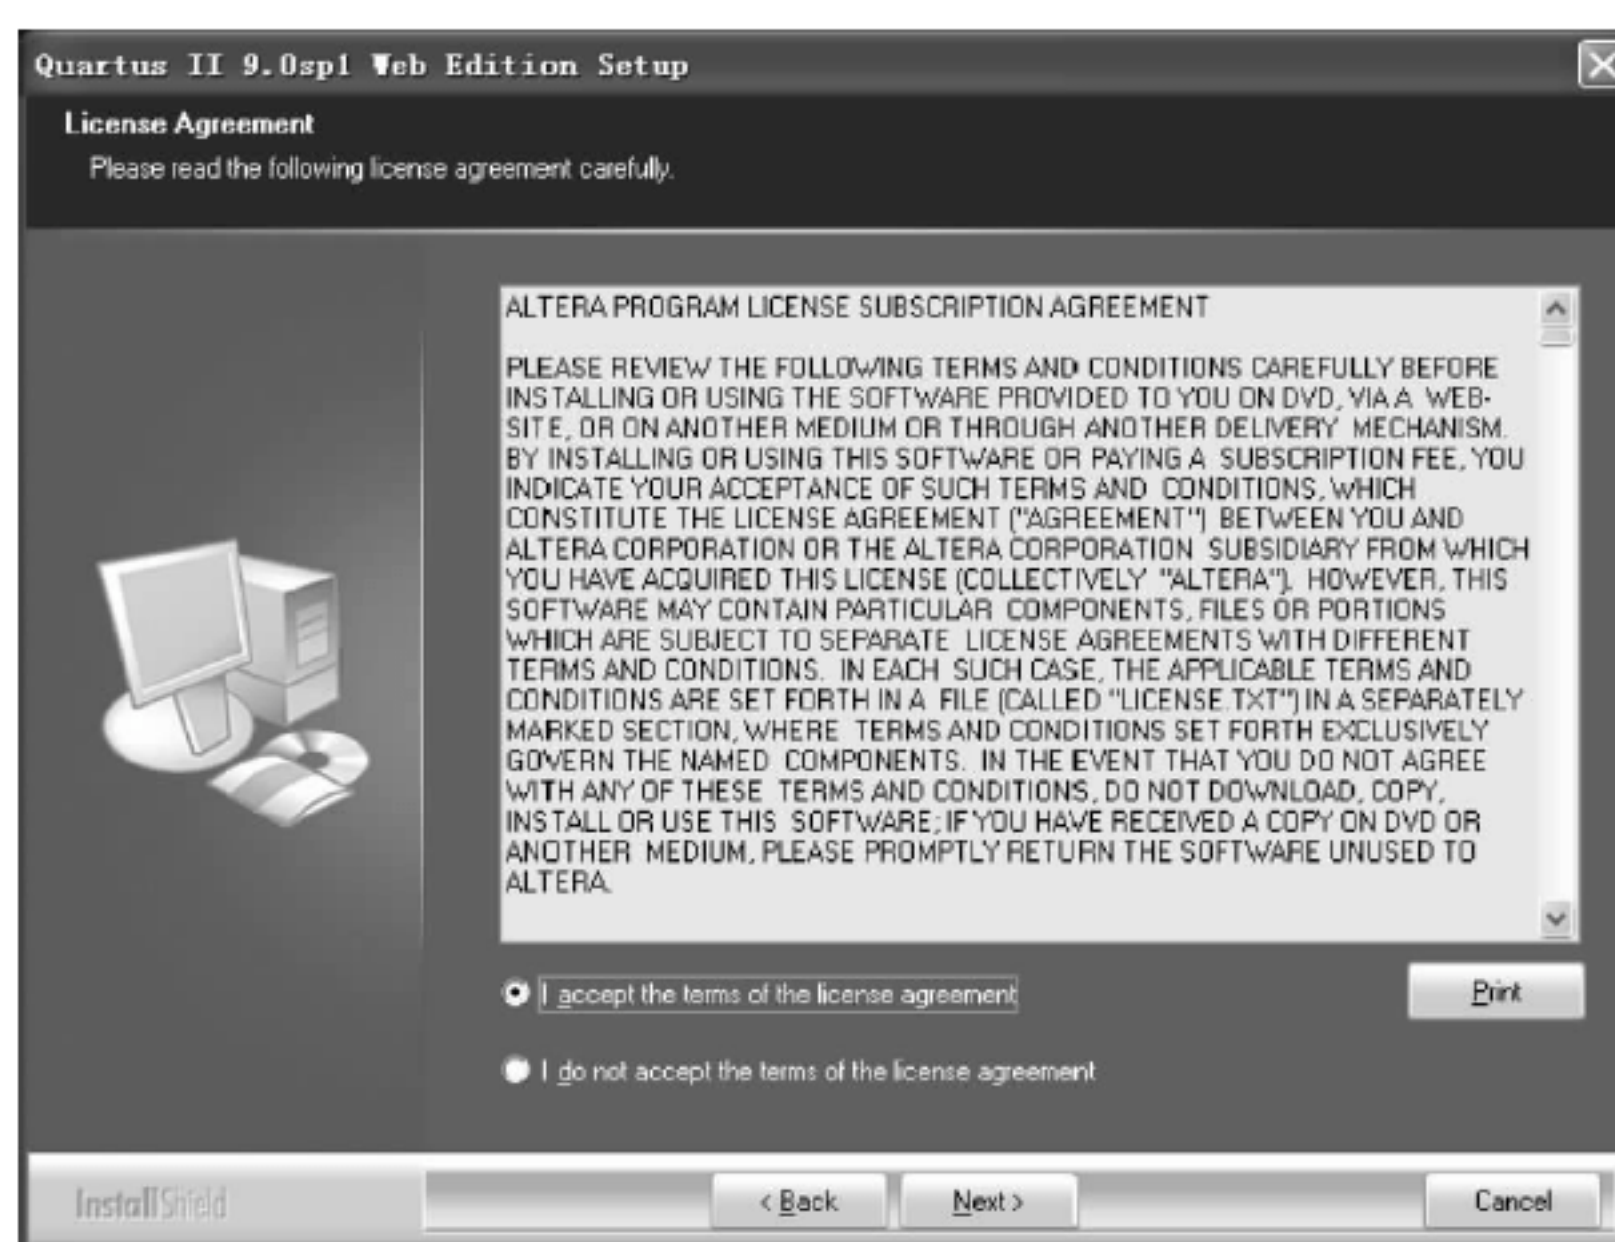 Quartus II 9.0sp1 Web Edition Setup
License Agreement
Please read the following license agreement carefully.
ALTERA PROGRAM LICENSE SUBSCRIPTION AGREEMENT
PLEASE REVIEW THE FOLLOWING TERMS AND CONDITIONS CAREFULLY BEFORE
INSTALLING OR USING THE SOFTWARE PROVIDED TO YOU ON DVD, VIA A WEB-
SITE, OR ON ANOTHER MEDIUM OR THROUGH ANOTHER DELIVERY MECHANISM.
BY INSTALLING OR USING THIS SOFTWARE OR PAYING A SUBSCRIPTION FEE, YOU
INDICATE YOUR ACCEPTANCE OF SUCH TERMS AND CONDITIONS, WHICH
CONSTITUTE THE LICENSE AGREEMENT ("AGREEMENT") BETWEEN YOU AND
ALTERA CORPORATION OR THE ALTERA CORPORATION SUBSIDIARY FROM WHICH
YOU HAVE ACQUIRED THIS LICENSE (COLLECTIVELY "ALTERA"). HOWEVER, THIS
SOFTWARE MAY CONTAIN PARTICULAR COMPONENTS, FILES OR PORTIONS
WHICH ARE SUBJECT TO SEPARATE LICENSE AGREEMENTS WITH DIFFERENT
TERMS AND CONDITIONS. IN EACH SUCH CASE, THE APPLICABLE TERMS AND
CONDITIONS ARE SET FORTH IN A FILE (CALLED "LICENSE.TXT") IN A SEPARATELY
MARKED SECTION, WHERE TERMS AND CONDITIONS SET FORTH EXCLUSIVELY
GOVERN THE NAMED COMPONENTS. IN THE EVENT THAT YOU DO NOT AGREE
WITH ANY OF THESE TERMS AND CONDITIONS, DO NOT DOWNLOAD, COPY,
INSTALL OR USE THIS SOFTWARE; IF YOU HAVE RECEIVED A COPY ON DVD OR
ANOTHER MEDIUM, PLEASE PROMPTLY RETURN THE SOFTWARE UNUSED TO
ALTERA.
I accept the terms of the license agreement
Print
I do not accept the terms of the license agreement
InstallShield
< Back
Next >
Cancel